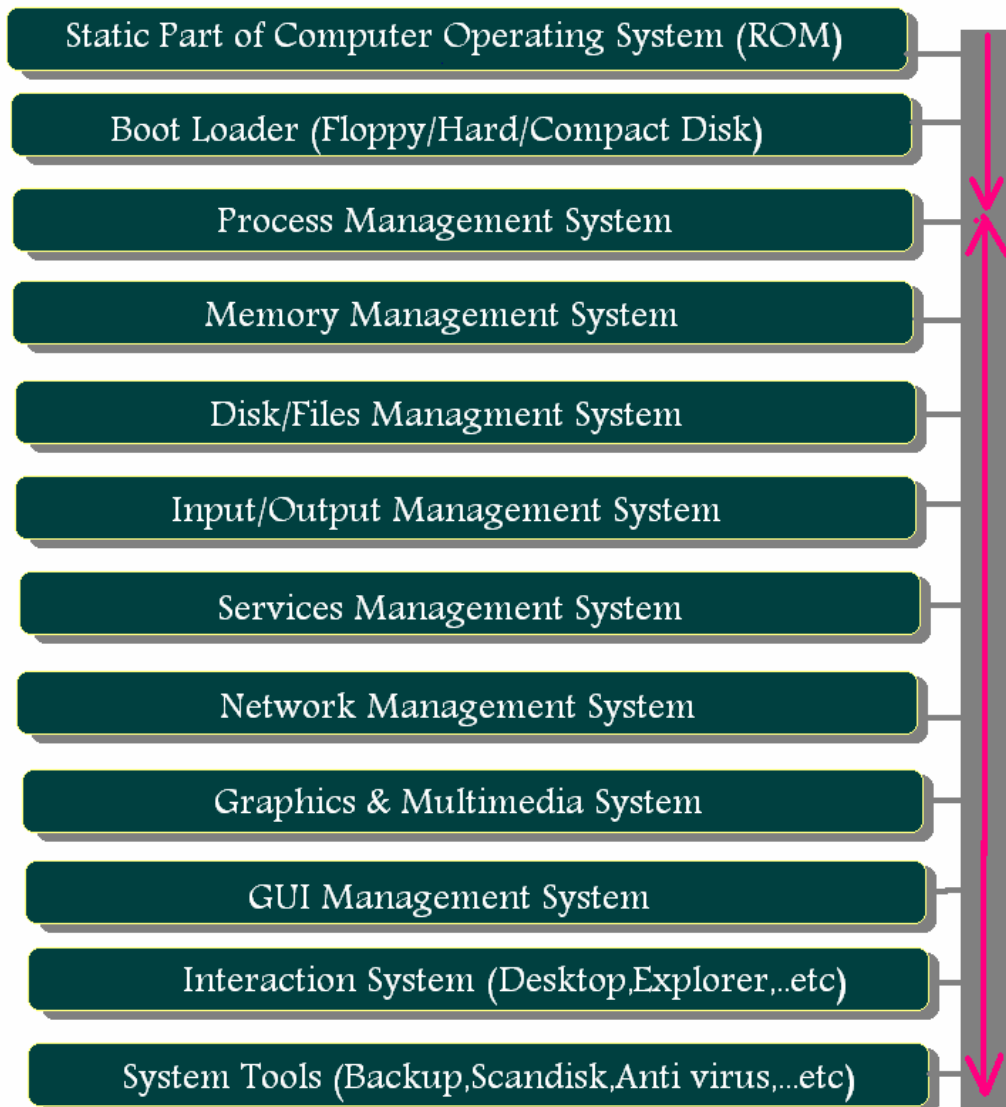 Static Part of Computer Operating System (ROM)
Boot Loader (Floppy/Hard/Compact Disk)
Process Management System
Memory Management System
Disk/Files Managment System
Input/Output Management System
Services Management System
Network Management System
Graphics & Multimedia System
GUI Management System
Interaction System (Desktop,Explorer,..etc)
System Tools (Backup,Scandisk,Anti virus,...etc)